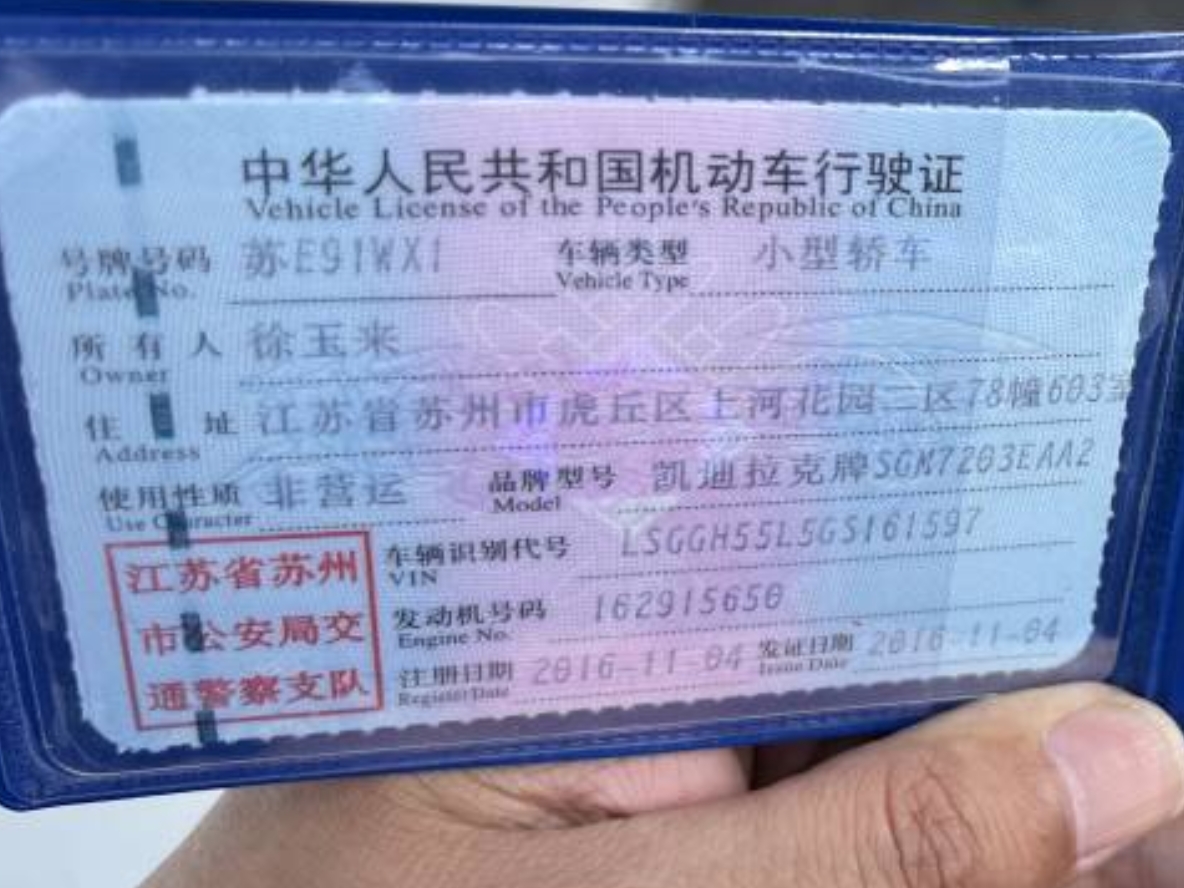 中华人民共和国机动车行驶证
Vehicle License of the People's Republic of China
号牌号码 苏E91WX1 车辆类型 小型轿车
Plate No. Vehicle Type
所有人 徐玉来
Owner
住址 江苏省苏州市虎丘区上河花园二区78幢603室
Address
使用性质 非营运 品牌型号 凯迪拉克牌SGM7203EAA2
Use Character Model
车辆识别代号 LSGGH55L5GS161597
VIN
发动机号码 162915650
Engine No.
注册日期 2016-11-04 发证日期 2016-11-04
Register Date Issue Date
江苏省苏州
市公安局交
通警察支队